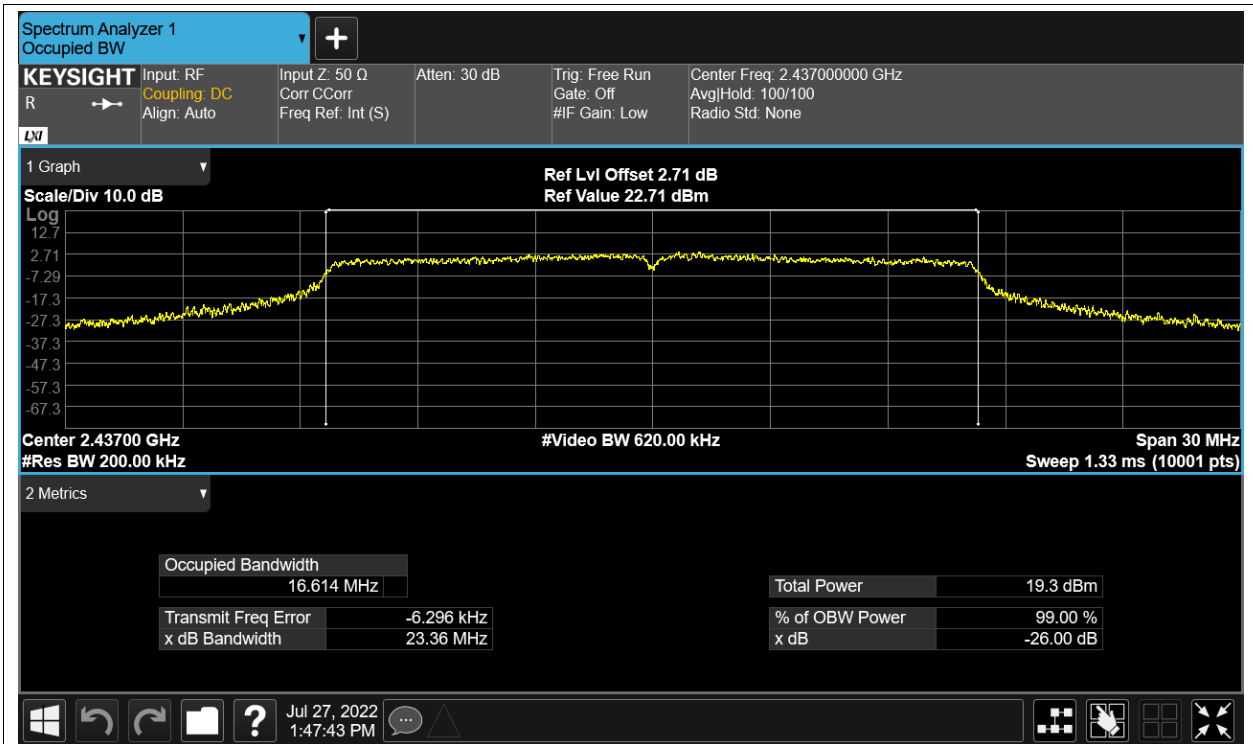 Spectrum Analyzer 1
Occupied BW
KEYSIGHT
R
LXI
Input: RF
Coupling: DC
Align: Auto
Input Z: 50 Ω
Corr CCorr
Freq Ref: Int (S)
Atten: 30 dB
Trig: Free Run
Gate: Off
#IF Gain: Low
Center Freq: 2.437000000 GHz
Avg|Hold: 100/100
Radio Std: None
1 Graph
Scale/Div 10.0 dB
Ref Lvl Offset 2.71 dB
Ref Value 22.71 dBm
Log
12.7
2.71
-7.29
-17.3
-27.3
-37.3
-47.3
-57.3
-67.3
Center 2.43700 GHz
#Video BW 620.00 kHz
Span 30 MHz
#Res BW 200.00 kHz
Sweep 1.33 ms (10001 pts)
2 Metrics
Occupied Bandwidth
16.614 MHz
Total Power 19.3 dBm
Transmit Freq Error -6.296 kHz
% of OBW Power 99.00 %
x dB Bandwidth 23.36 MHz
x dB -26.00 dB
?
Jul 27, 2022
1:47:43 PM